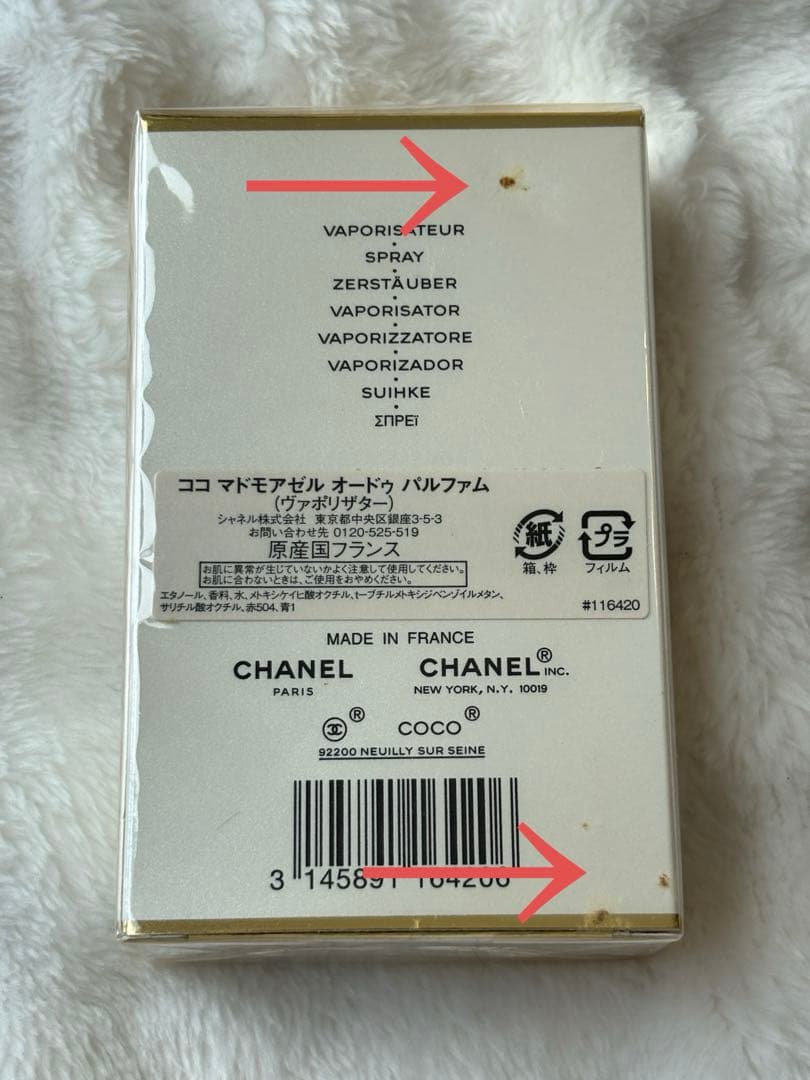 VAPORISATEUR
•
SPRAY
•
ZERSTÄUBER
•
VAPORISATOR
•
VAPORIZZATORE
•
VAPORIZADOR
•
SUIHKE
•
ΣΠΡΕΪ
ココ マドモアゼル オードゥ パルファム
(ヴァポリザター)
シャネル株式会社 東京都中央区銀座3-5-3
お問い合わせ先 0120-525-519
原産国フランス
お肌に異常が生じていないかよく注意して使用してください。
お肌に合わないときは、ご使用をおやめください。
エタノール、香料、水、メトキシケイヒ酸オクチル、t-ブチルメトキシジベンゾイルメタン、
サリチル酸オクチル、赤504、青1
紙
箱、枠
プラ
フィルム
#116420
MADE IN FRANCE
CHANEL
PARIS
CHANEL® INC.
NEW YORK, N.Y. 10019
®
COCO®
92200 NEUILLY SUR SEINE
3 145891 164206